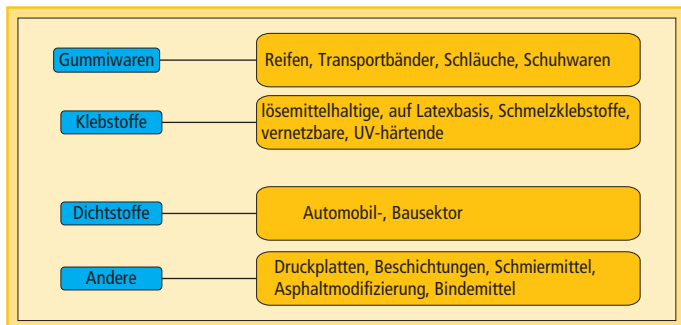 Gummiwaren
Reifen, Transportbänder, Schläuche, Schuhwaren
Klebstoffe
lösemittelhaltige, auf Latexbasis, Schmelzklebstoffe,
vernetzbare, UV-härtende
Dichtstoffe
Automobil-, Bausektor
Andere
Druckplatten, Beschichtungen, Schmiermittel,
Asphaltmodifizierung, Bindemittel